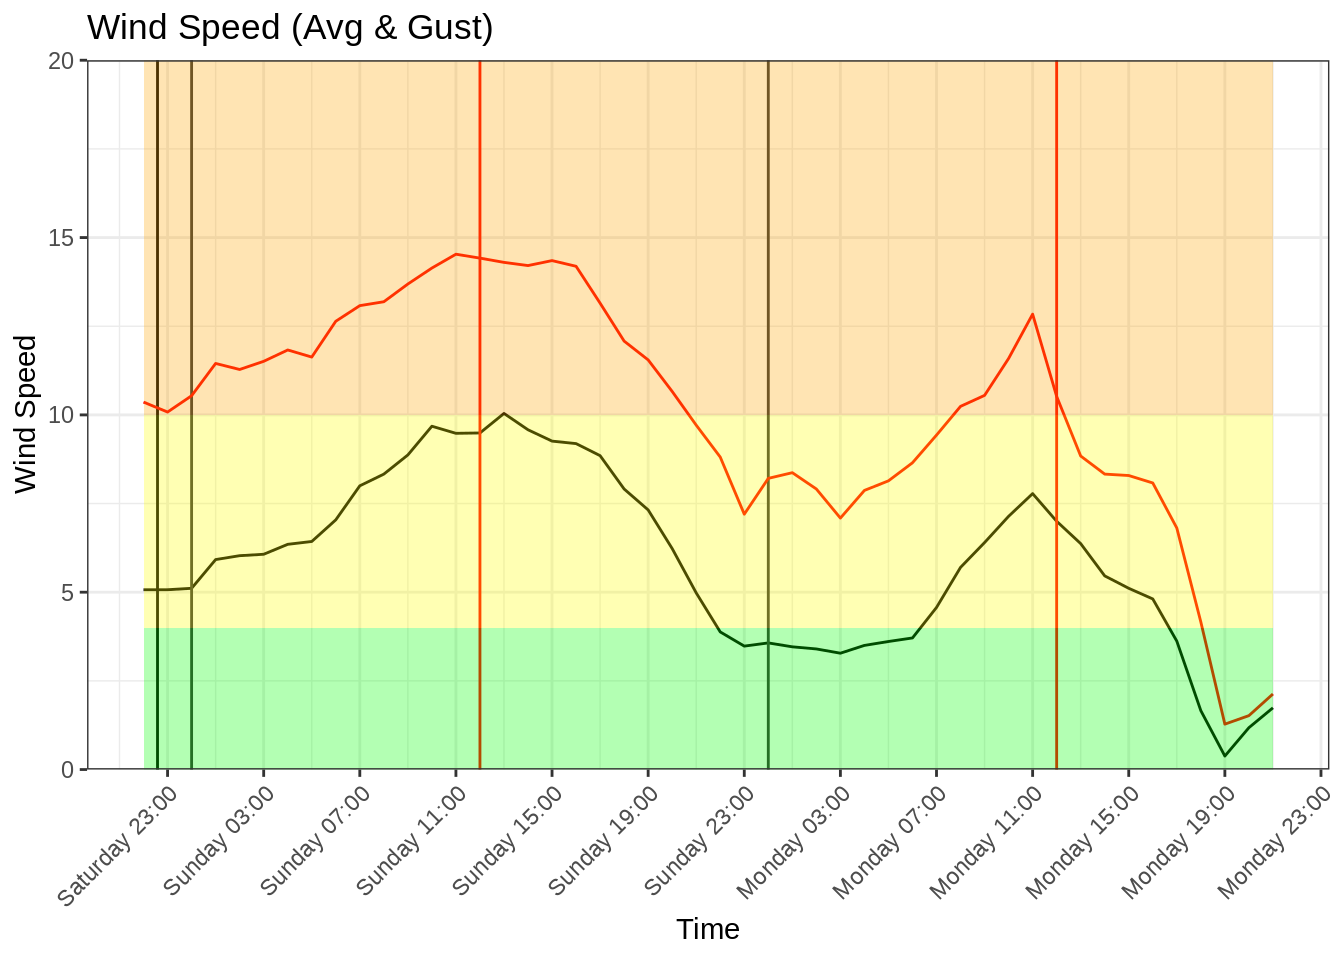 Wind Speed (Avg & Gust)
20
15
10
5
0
Wind Speed
Saturday 23:00
Sunday 03:00
Sunday 07:00
Sunday 11:00
Sunday 15:00
Sunday 19:00
Sunday 23:00
Monday 03:00
Monday 07:00
Monday 11:00
Monday 15:00
Monday 19:00
Monday 23:00
Time